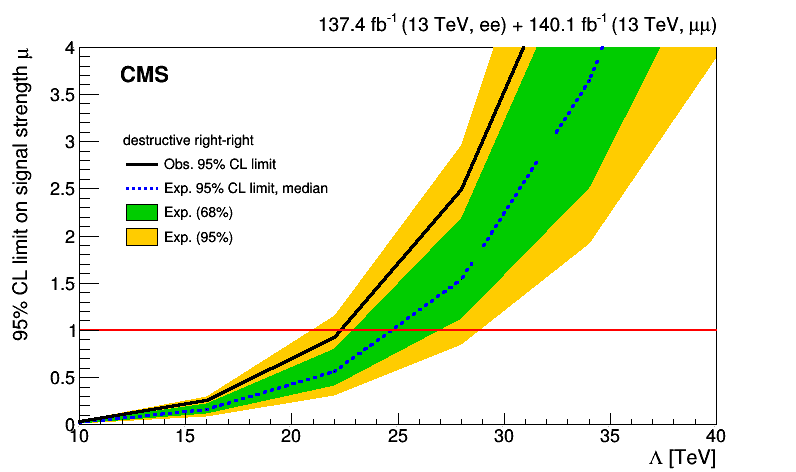 137.4 fb⁻¹ (13 TeV, ee) + 140.1 fb⁻¹ (13 TeV, μμ)
95% CL limit on signal strength μ
4
3.5
3
2.5
2
1.5
1
0.5
0
CMS
destructive right-right
Obs. 95% CL limit
Exp. 95% CL limit, median
Exp. (68%)
Exp. (95%)
10 15 20 25 30 35 40
Λ [TeV]